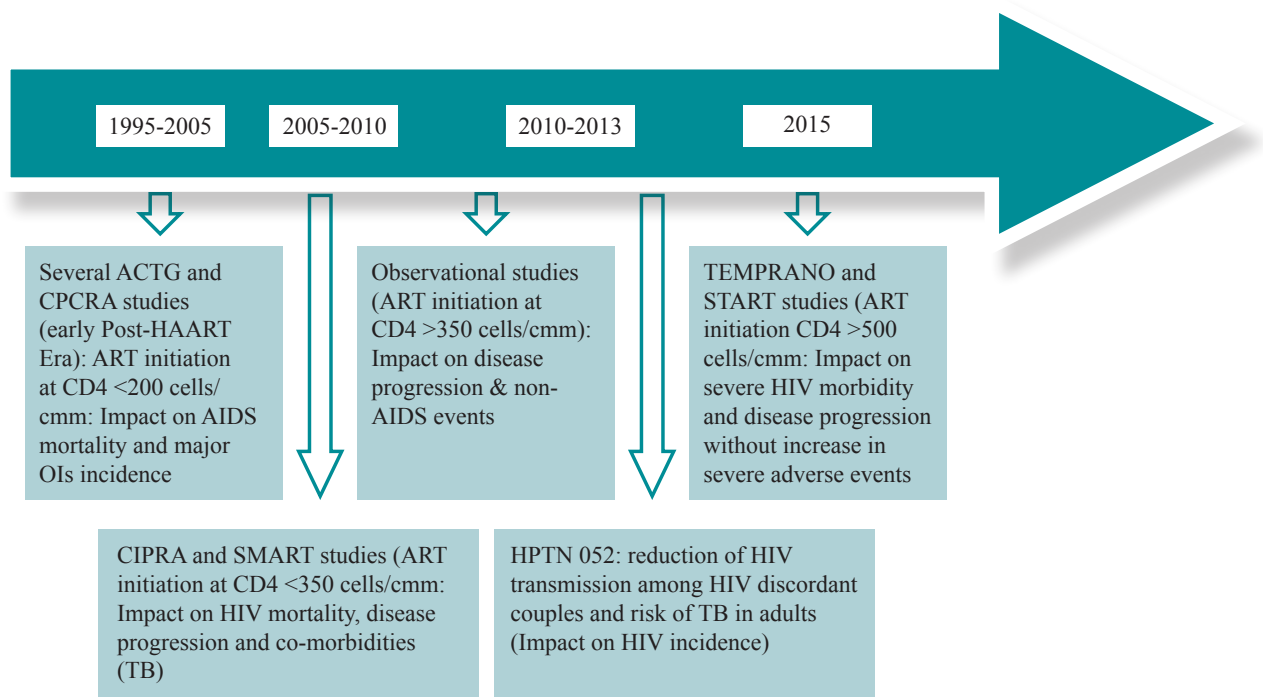 1995-2005
2005-2010
2010-2013
2015
Several ACTG and
CPCRA studies
(early Post-HAART
Era): ART initiation
at CD4 <200 cells/
cmm: Impact on AIDS
mortality and major
OIs incidence
Observational studies
(ART initiation at
CD4 >350 cells/cmm):
Impact on disease
progression & non-
AIDS events
TEMPRANO and
START studies (ART
initiation CD4 >500
cells/cmm: Impact on
severe HIV morbidity
and disease progression
without increase in
severe adverse events
CIPRA and SMART studies (ART
initiation at CD4 <350 cells/cmm:
Impact on HIV mortality, disease
progression and co-morbidities
(TB)
HPTN 052: reduction of HIV
transmission among HIV discordant
couples and risk of TB in adults
(Impact on HIV incidence)